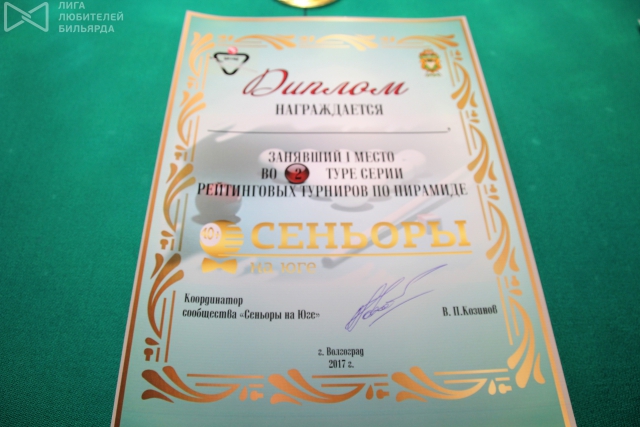 ЛИГА
ЛЮБИТЕЛЕЙ
БИЛЬЯРДА
Диплом
НАГРАЖДАЕТСЯ
ЗАНЯВШИЙ I МЕСТО
ВО 2 ТУРЕ СЕРИИ
РЕЙТИНГОВЫХ ТУРНИРОВ ПО ПИРАМИДЕ
СЕНЬОРЫ
НА ЮГЕ
Координатор
сообщества «Сеньоры на Юге»
В. П.Козинов
г. Волгоград
2017 г.